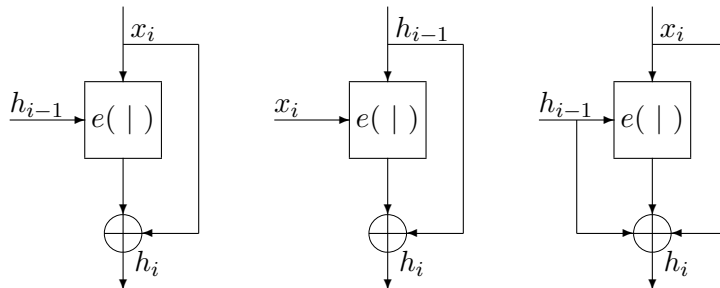 x_i h_{i-1} x_i
h_{i-1} e( | ) x_i e( | ) h_{i-1} e( | )
h_i h_i h_i